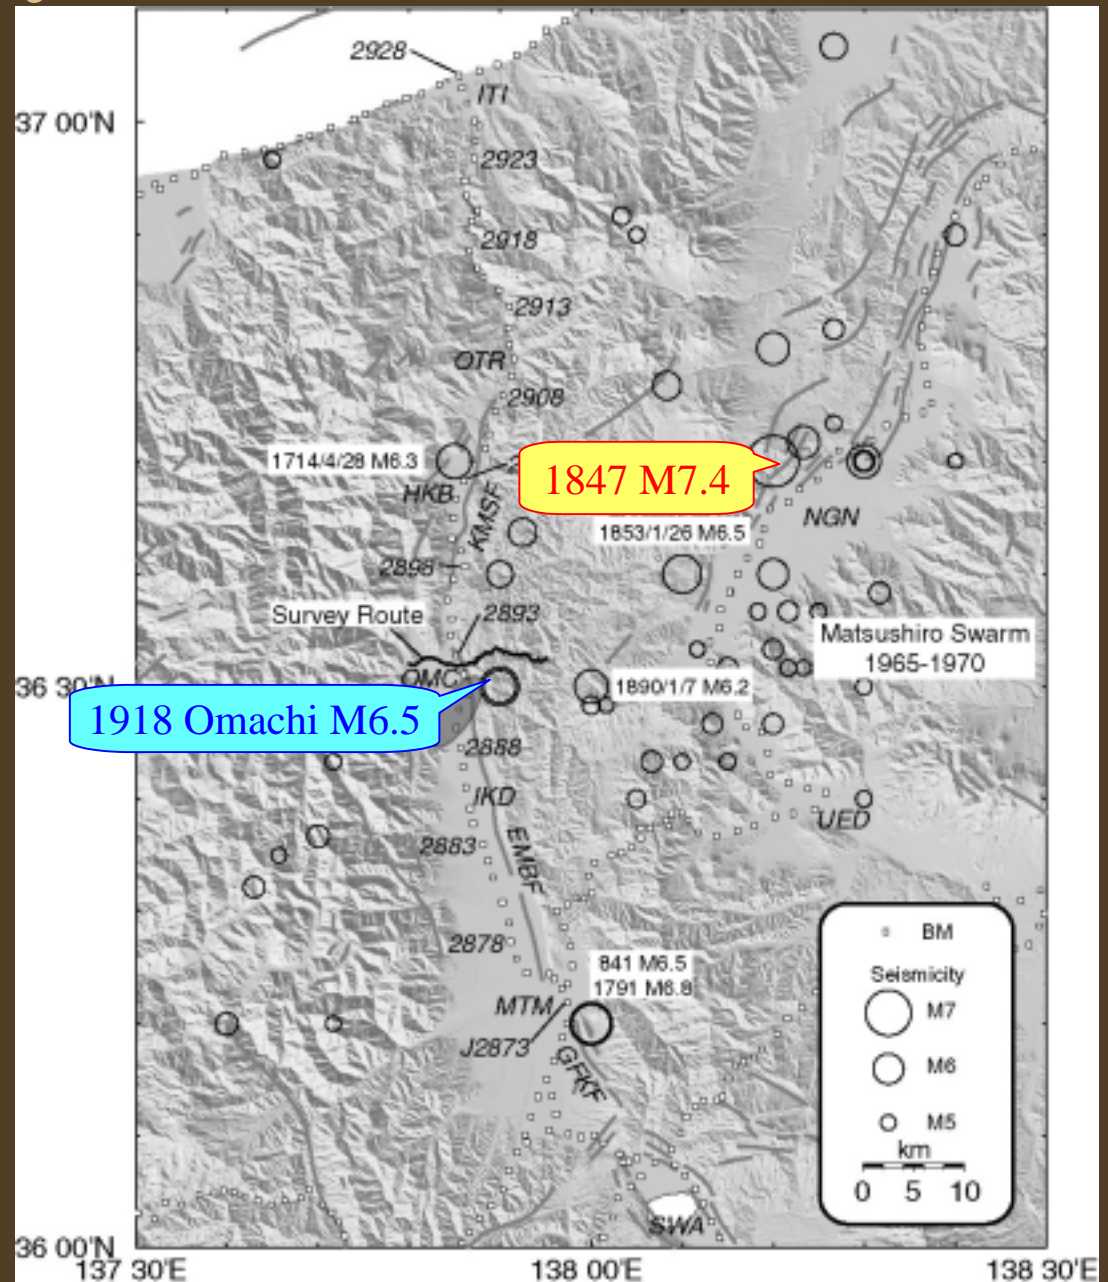 2928
ITI
37 00'N
2923
2918
2913
OTR
2908
1714/4/28 M6.3
1847 M7.4
HKB
KMSF
NGN
1853/1/26 M6.5
2898
Survey Route
2893
Matsushiro Swarm
1965-1970
OMC
1890/1/7 M6.2
1918 Omachi M6.5
2888
IKD
UED
2883
EMBF
2878
841 M6.5
1791 M6.8
MTM
J2873
GFKF
SWA
BM
Seismicity
M7
M6
M5
km
0 5 10
36 00'N
137 30'E 138 00'E 138 30'E